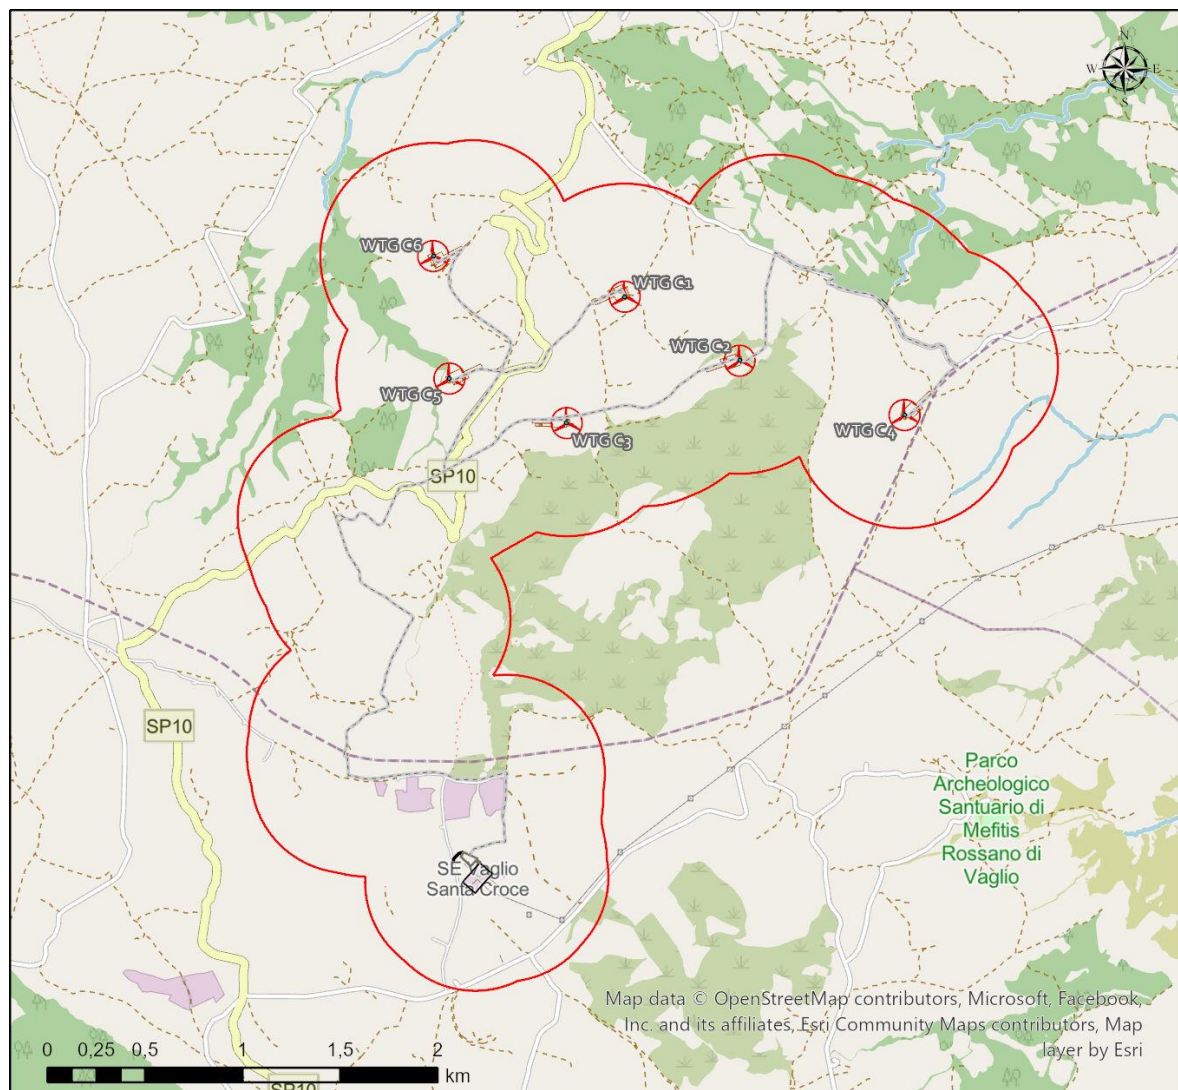 N
W E
S
WTG C6
WTG C1
WTG C2
WTG C5
WTG C4
WTG C3
SP10
SP10
Parco
Archeologico
Santuario di
Mefitis
Rossano di
Vaglio
SE Vaglio
Santa Croce
Map data © OpenStreetMap contributors, Microsoft, Facebook,
Inc. and its affiliates, Esri Community Maps contributors, Map
layer by Esri
0 0,25 0,5 1 1,5 2
km
SP10